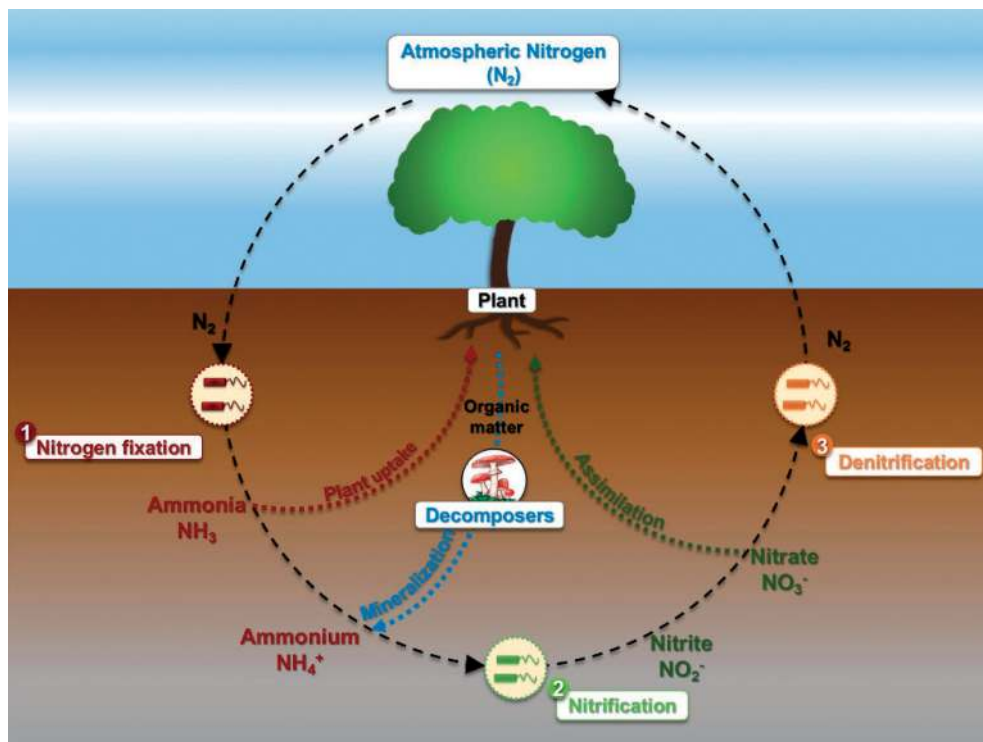 Atmospheric Nitrogen
(N₂)
Plant
N₂
N₂
Organic
matter
1
Nitrogen fixation
3
Denitrification
Plant uptake
Assimilation
Ammonia
NH₃
Decomposers
Nitrate
NO₃⁻
Mineralization
Ammonium
NH₄⁺
Nitrite
NO₂⁻
2
Nitrification